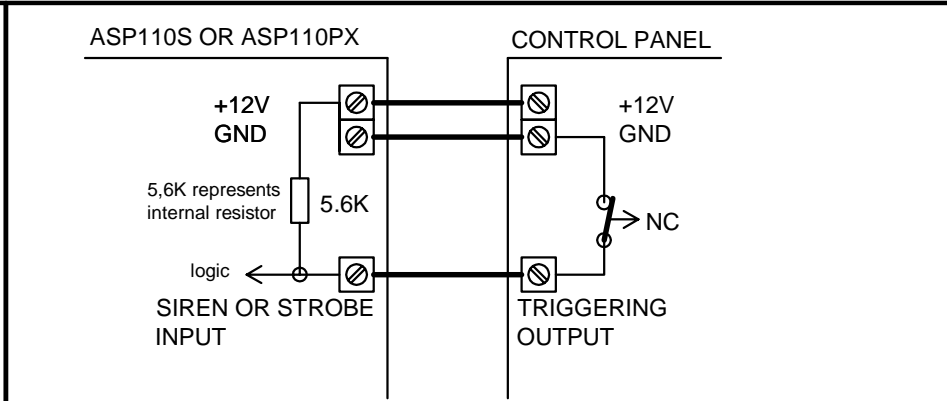 ASP110S OR ASP110PX
CONTROL PANEL
+12V
GND
+12V
GND
5,6K represents
internal resistor
5.6K
NC
logic
SIREN OR STROBE
INPUT
TRIGGERING
OUTPUT